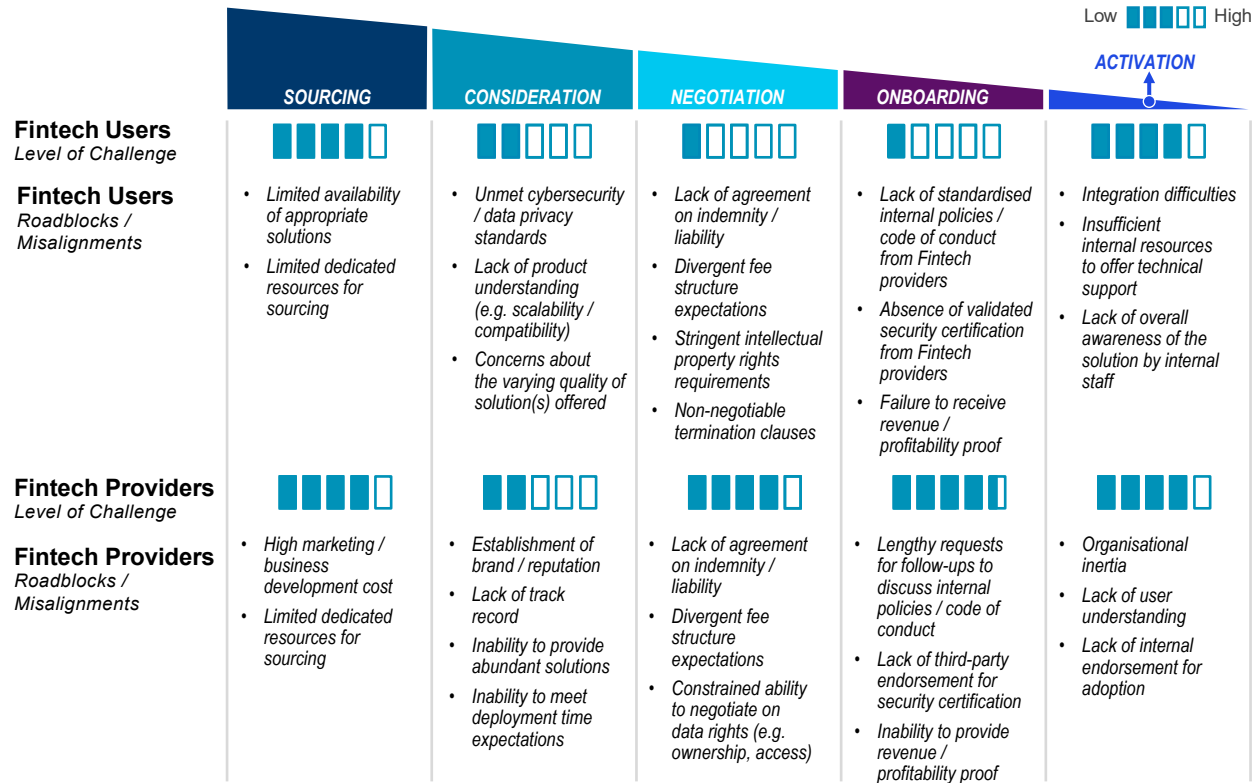 Low High
ACTIVATION
SOURCING
CONSIDERATION
NEGOTIATION
ONBOARDING
Fintech Users
Level of Challenge
Fintech Users
Roadblocks /
Misalignments
• Limited availability
of appropriate
solutions
• Limited dedicated
resources for
sourcing
• Unmet cybersecurity
/ data privacy
standards
• Lack of product
understanding
(e.g. scalability /
compatibility)
• Concerns about
the varying quality of
solution(s) offered
• Lack of agreement
on indemnity /
liability
• Divergent fee
structure
expectations
• Stringent intellectual
property rights
requirements
• Non-negotiable
termination clauses
• Lack of standardised
internal policies /
code of conduct
from Fintech
providers
• Absence of validated
security certification
from Fintech
providers
• Failure to receive
revenue /
profitability proof
• Integration difficulties
• Insufficient
internal resources
to offer technical
support
• Lack of overall
awareness of the
solution by internal
staff
Fintech Providers
Level of Challenge
Fintech Providers
Roadblocks /
Misalignments
• High marketing /
business
development cost
• Limited dedicated
resources for
sourcing
• Establishment of
brand / reputation
• Lack of track
record
• Inability to provide
abundant solutions
• Inability to meet
deployment time
expectations
• Lack of agreement
on indemnity /
liability
• Divergent fee
structure
expectations
• Constrained ability
to negotiate on
data rights (e.g.
ownership, access)
• Lengthy requests
for follow-ups to
discuss internal
policies / code of
conduct
• Lack of third-party
endorsement for
security certification
• Inability to provide
revenue /
profitability proof
• Organisational
inertia
• Lack of user
understanding
• Lack of internal
endorsement for
adoption